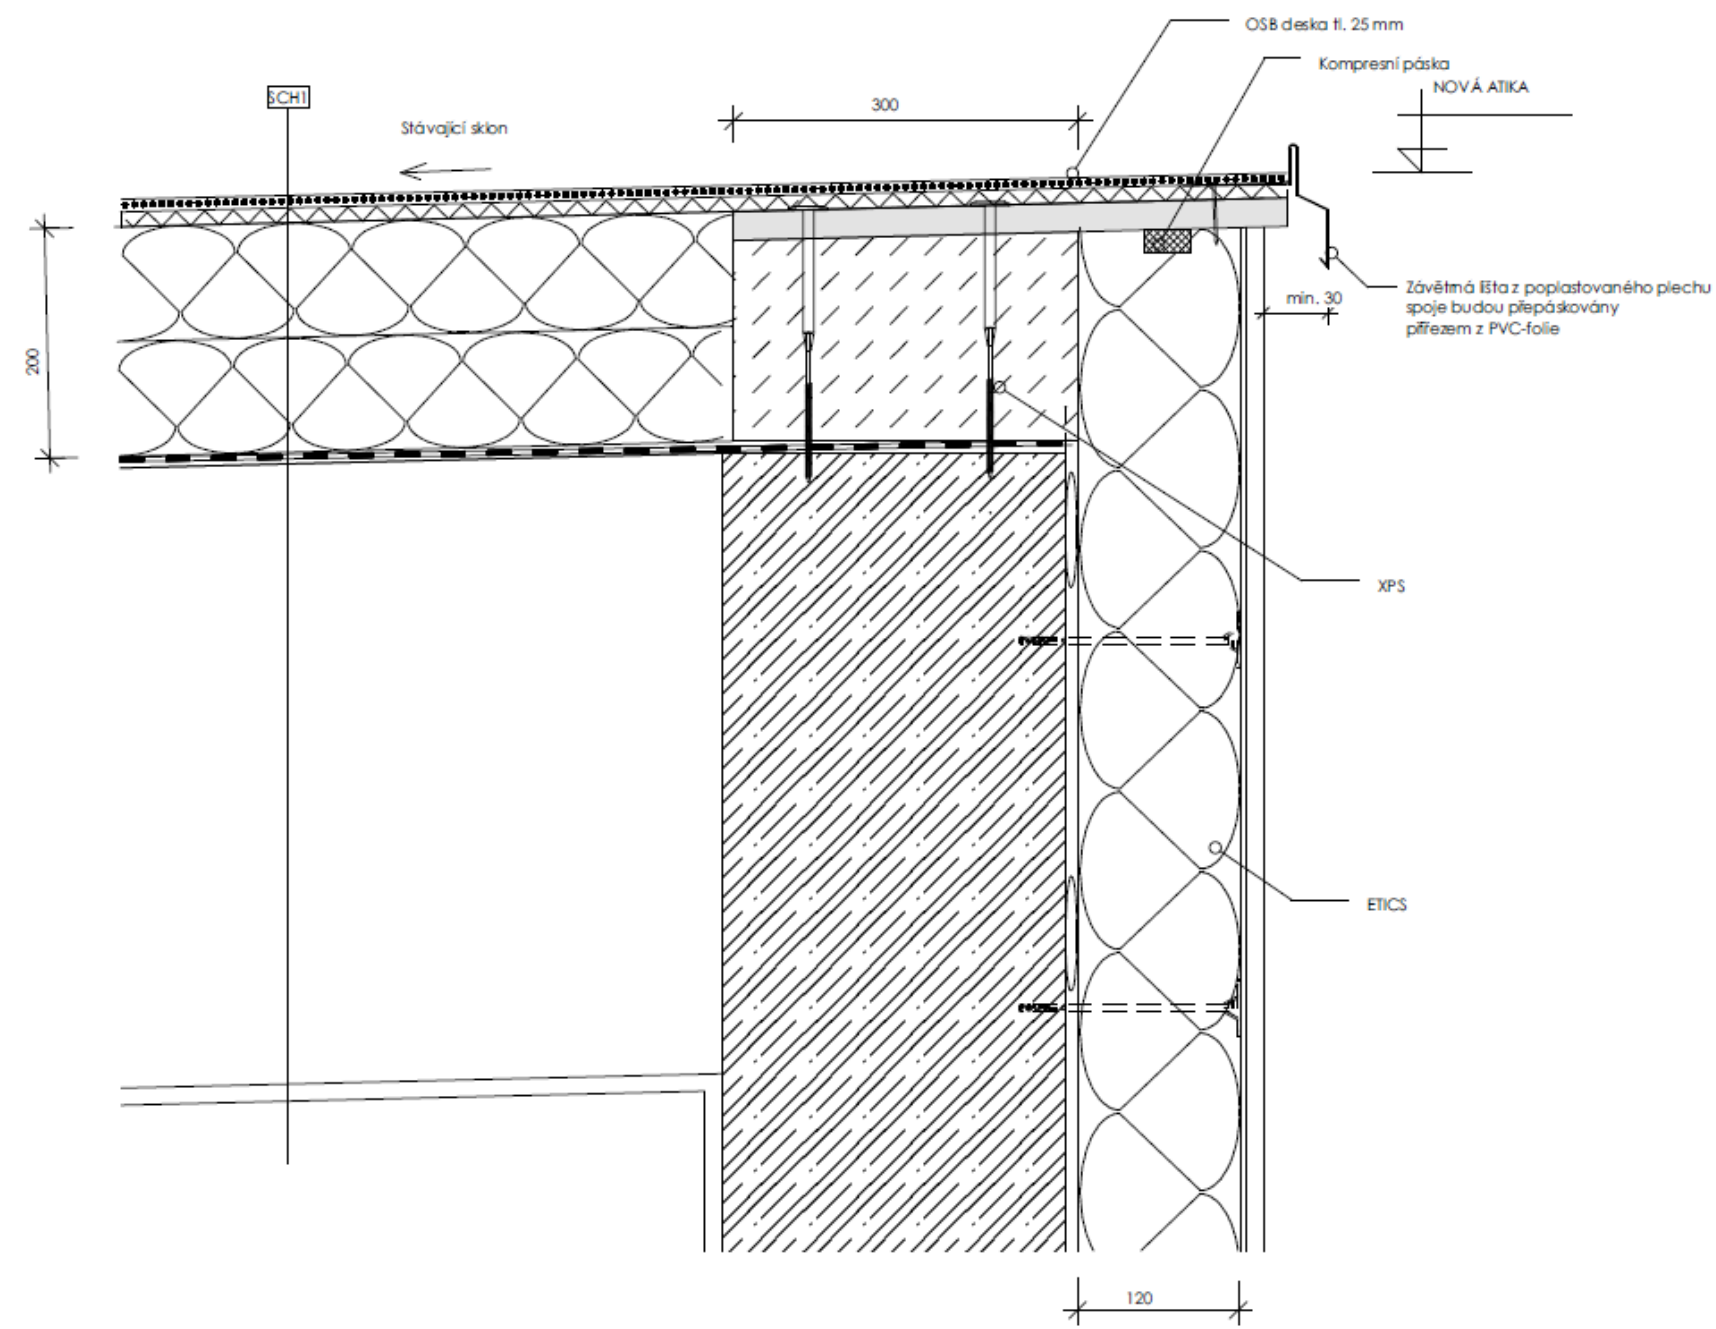 OSB deska tl. 25 mm
Kompresní páska
NOVÁ ATIKA
SCH1
300
Stávající sklon
Závětrná lišta z poplastovaného plechu
spoje budou přepáskovány
přířezem z PVC-folie
min. 30
200
XPS
ETICS
120